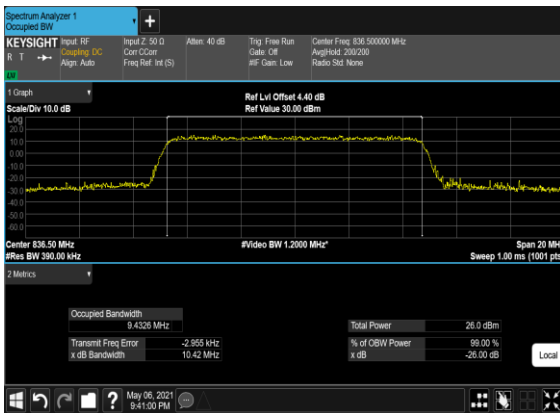 Spectrum Analyzer 1
Occupied BW
KEYSIGHT Input: RF Input Z: 50 Ω Atten: 40 dB Trig: Free Run Center Freq: 836.500000 MHz
R T Coupling: DC Corr CCorr Gate: Off Avg|Hold: 200/200
Align: Auto Freq Ref: Int (S) #IF Gain: Low Radio Std: None
1 Graph
Scale/Div 10.0 dB Ref Lvl Offset 4.40 dB
Ref Value 30.00 dBm
Log
20.0
10.0
0.00
-10.0
-20.0
-30.0
-40.0
-50.0
-60.0
Center 836.50 MHz #Video BW 1.2000 MHz* Span 20 MH
#Res BW 390.00 kHz Sweep 1.00 ms (1001 pts
2 Metrics
Occupied Bandwidth
9.4326 MHz Total Power 26.0 dBm
Transmit Freq Error -2.955 kHz % of OBW Power 99.00 %
x dB Bandwidth 10.42 MHz x dB -26.00 dB
Local
May 06, 2021
9:41:00 PM